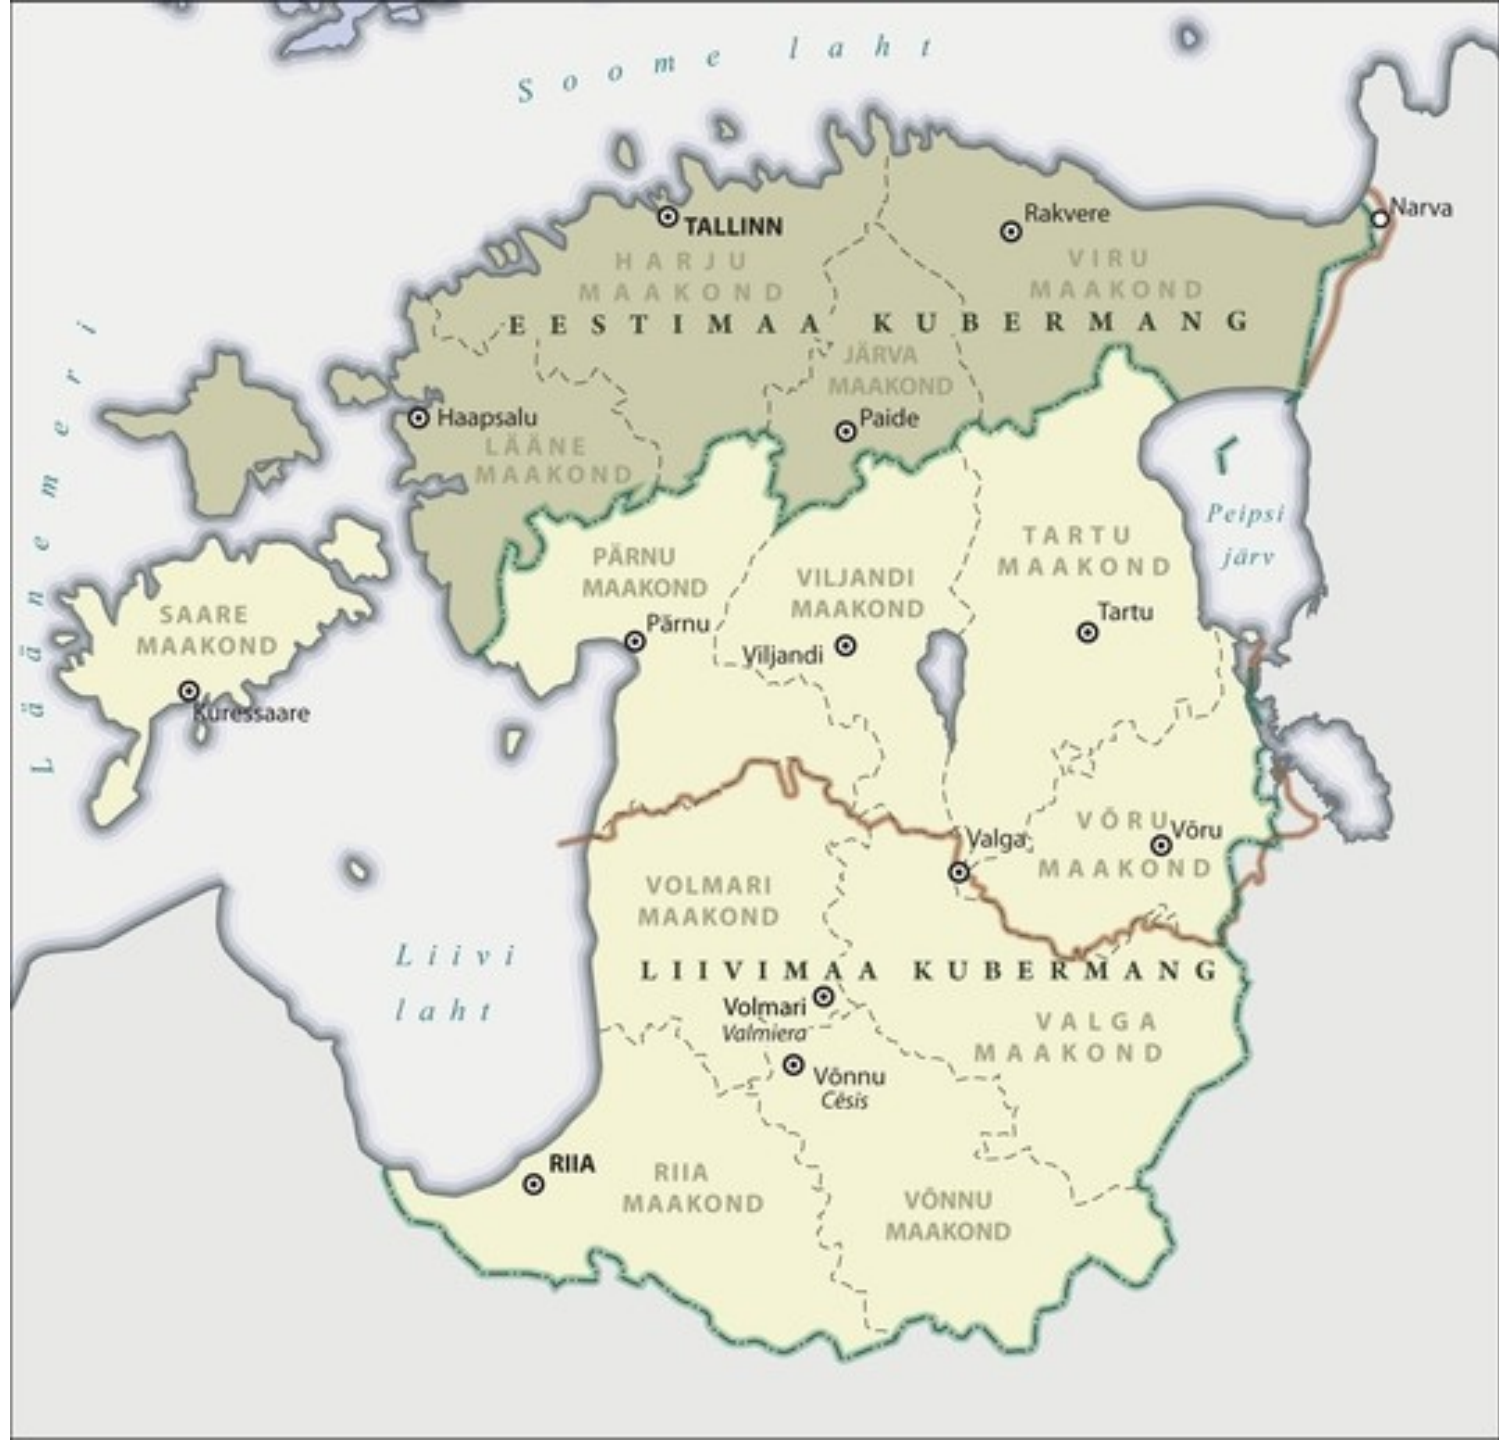 Soome laht
Narva
Rakvere
TALLINN
HARJU
MAAKOND
VIRU
MAAKOND
EESTIMAA KUBERMANG
JÄRVA
MAAKOND
Haapsalu
Paide
LÄÄNE
MAAKOND
Läänemeri
Peipsi
järv
TARTU
MAAKOND
PÄRNU
MAAKOND
VILJANDI
MAAKOND
SAARE
MAAKOND
Tartu
Pärnu
Viljandi
Kuressaare
VÕRU
MAAKOND
Võru
Valga
VOLMARI
MAAKOND
Liivi
laht
LIIVIMAA KUBERMANG
Volmari
Valmiera
VALGA
MAAKOND
Võnnu
Cēsis
RIIA
RIIA
MAAKOND
VÕNNU
MAAKOND